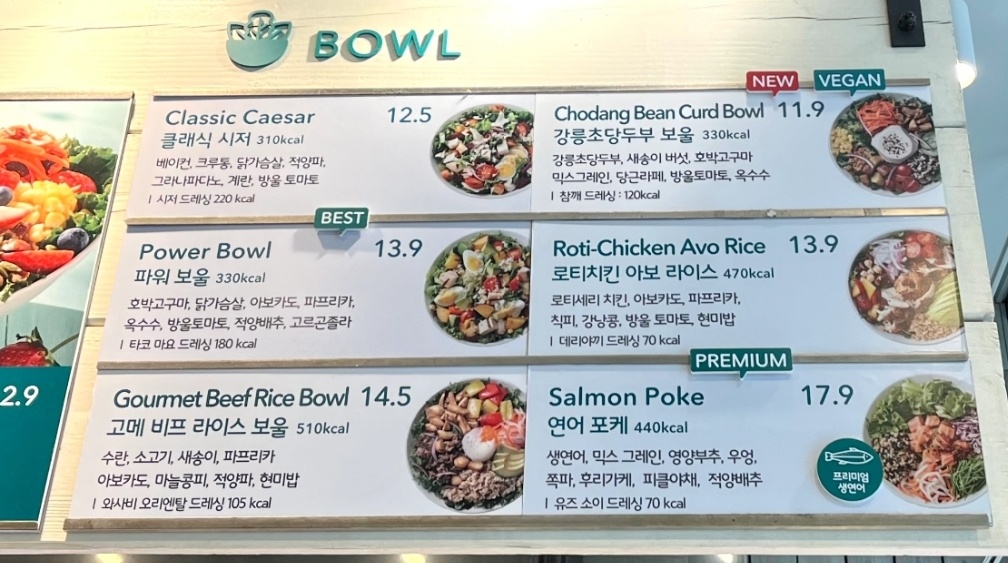 BOWL
NEW
VEGAN
Classic Caesar 12.5
클래식 시저 310kcal
베이컨, 크루통, 닭가슴살, 적양파,
그라나파다노, 계란, 방울 토마토
| 시저 드레싱 220 kcal
Chodang Bean Curd Bowl 11.9
강릉초당두부 보울 330kcal
강릉초당두부, 새송이 버섯, 호박고구마
믹스그레인, 당근라페, 방울토마토, 옥수수
| 참깨 드레싱 : 120kcal
BEST
Power Bowl 13.9
파워 보울 330kcal
호박고구마, 닭가슴살, 아보카도, 파프리카,
옥수수, 방울토마토, 적양배추, 고르곤졸라
| 타코 마요 드레싱 180 kcal
Roti-Chicken Avo Rice 13.9
로티치킨 아보 라이스 470kcal
로티세리 치킨, 아보카도, 파프리카,
칙피, 강낭콩, 방울 토마토, 현미밥
| 데리야끼 드레싱 70 kcal
PREMIUM
Gourmet Beef Rice Bowl 14.5
고메 비프 라이스 보울 510kcal
수란, 소고기, 새송이, 파프리카
아보카도, 마늘콩피, 적양파, 현미밥
| 와사비 오리엔탈 드레싱 105 kcal
Salmon Poke 17.9
연어 포케 440kcal
생연어, 믹스 그레인, 영양부추, 우엉,
쪽파, 후리가케, 피클야채, 적양배추
| 유즈 소이 드레싱 70 kcal
프리미엄
생연어
2.9